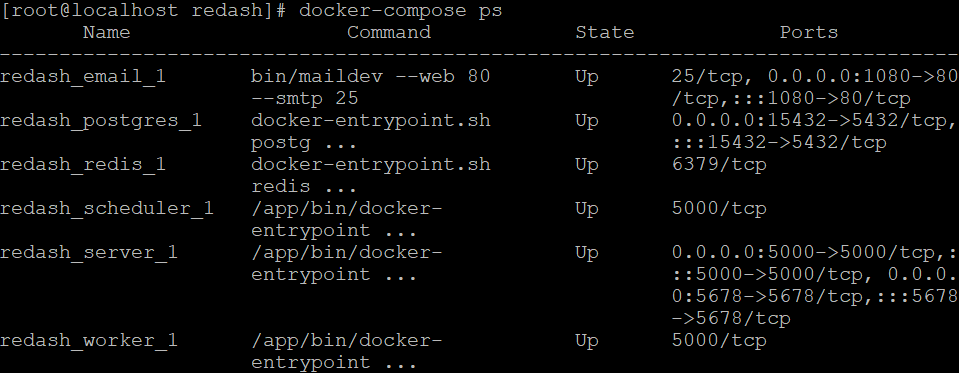 [root@localhost redash]# docker-compose ps
       Name                     Command               State            Ports
--------------------------------------------------------------------------------
redash_email_1       bin/maildev --web 80       Up      25/tcp, 0.0.0.0:1080->80
                     --smtp 25                          /tcp,:::1080->80/tcp
redash_postgres_1    docker-entrypoint.sh       Up      0.0.0.0:15432->5432/tcp,
                     postg ...                          :::15432->5432/tcp
redash_redis_1       docker-entrypoint.sh       Up      6379/tcp
                     redis ...
redash_scheduler_1   /app/bin/docker-           Up      5000/tcp
                     entrypoint ...
redash_server_1      /app/bin/docker-           Up      0.0.0.0:5000->5000/tcp,:
                     entrypoint ...                     ::5000->5000/tcp, 0.0.0.
                                                        0:5678->5678/tcp,:::5678
                                                        ->5678/tcp
redash_worker_1      /app/bin/docker-           Up      5000/tcp
                     entrypoint ...